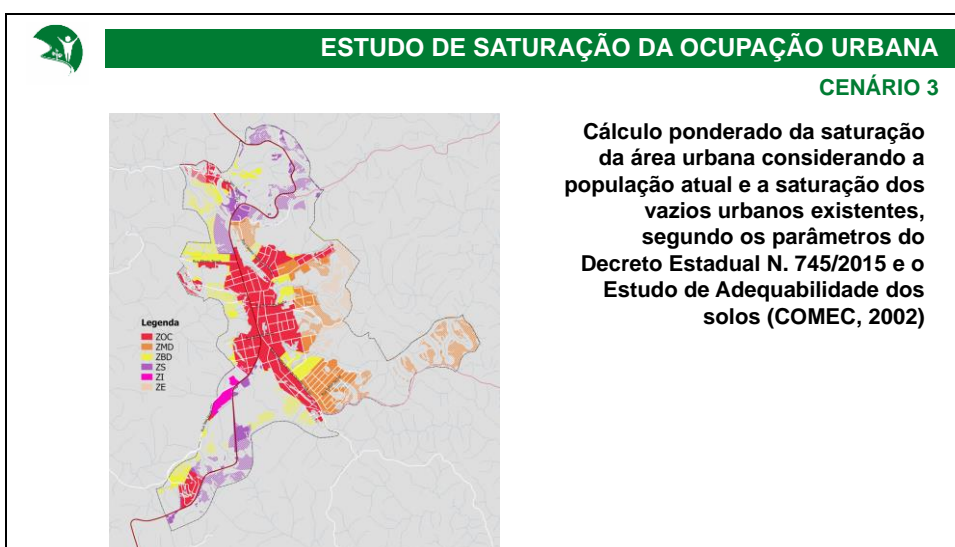 ESTUDO DE SATURAÇÃO DA OCUPAÇÃO URBANA
CENÁRIO 3
Cálculo ponderado da saturação
da área urbana considerando a
população atual e a saturação dos
vazios urbanos existentes,
segundo os parâmetros do
Decreto Estadual N. 745/2015 e o
Estudo de Adequabilidade dos
solos (COMEC, 2002)
Legenda
ZOC
ZMD
ZBD
ZS
ZI
ZE